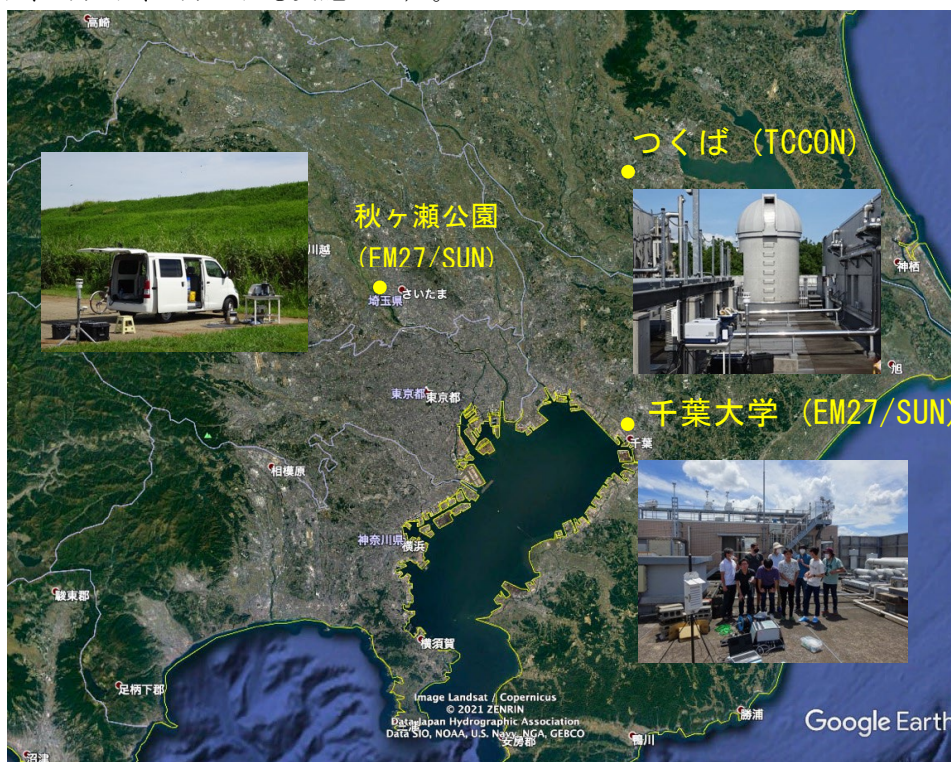 高崎
つくば (TCCON)
秋ヶ瀬公園
(EM27/SUN)
川越
神栖
埼玉県
さいたま
旭
東京都
東京都
千葉大学 (EM27/SUN)
千葉
相模原
神奈川県
横浜
駿東郡
横須賀
足柄下郡
Image Landsat / Copernicus
© 2021 ZENRIN
Data Japan Hydrographic Association
Data SIO, NOAA, U.S. Navy, NGA, GEBCO
勝浦
Google Earth
安房郡
鴨川
沼津